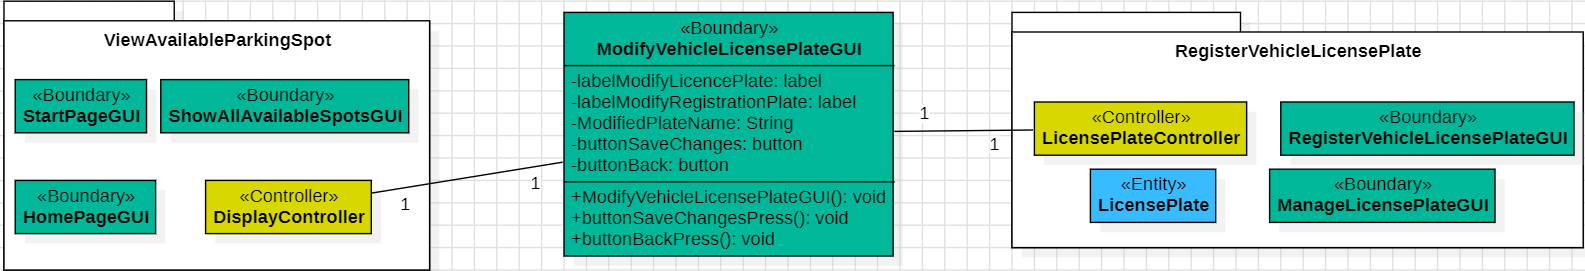 ViewAvailableParkingSpot
«Boundary»
StartPageGUI
«Boundary»
ShowAllAvailableSpotsGUI
«Boundary»
HomePageGUI
«Controller»
DisplayController
1
1
«Boundary»
ModifyVehicleLicensePlateGUI
-labelModifyLicencePlate: label
-labelModifyRegistrationPlate: label
-ModifiedPlateName: String
-buttonSaveChanges: button
-buttonBack: button
+ModifyVehicleLicensePlateGUI(): void
+buttonSaveChangesPress(): void
+buttonBackPress(): void
1
1
RegisterVehicleLicensePlate
«Controller»
LicensePlateController
«Boundary»
RegisterVehicleLicensePlateGUI
«Entity»
LicensePlate
«Boundary»
ManageLicensePlateGUI